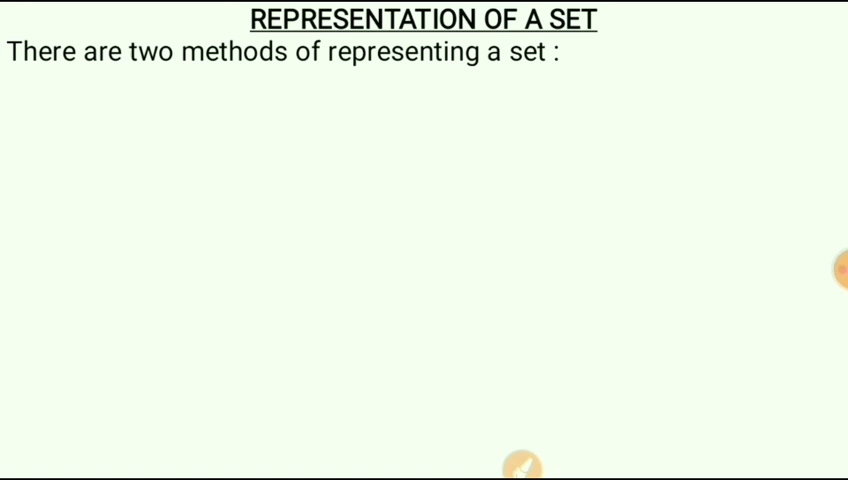 REPRESENTATION OF A SET
There are two methods of representing a set :